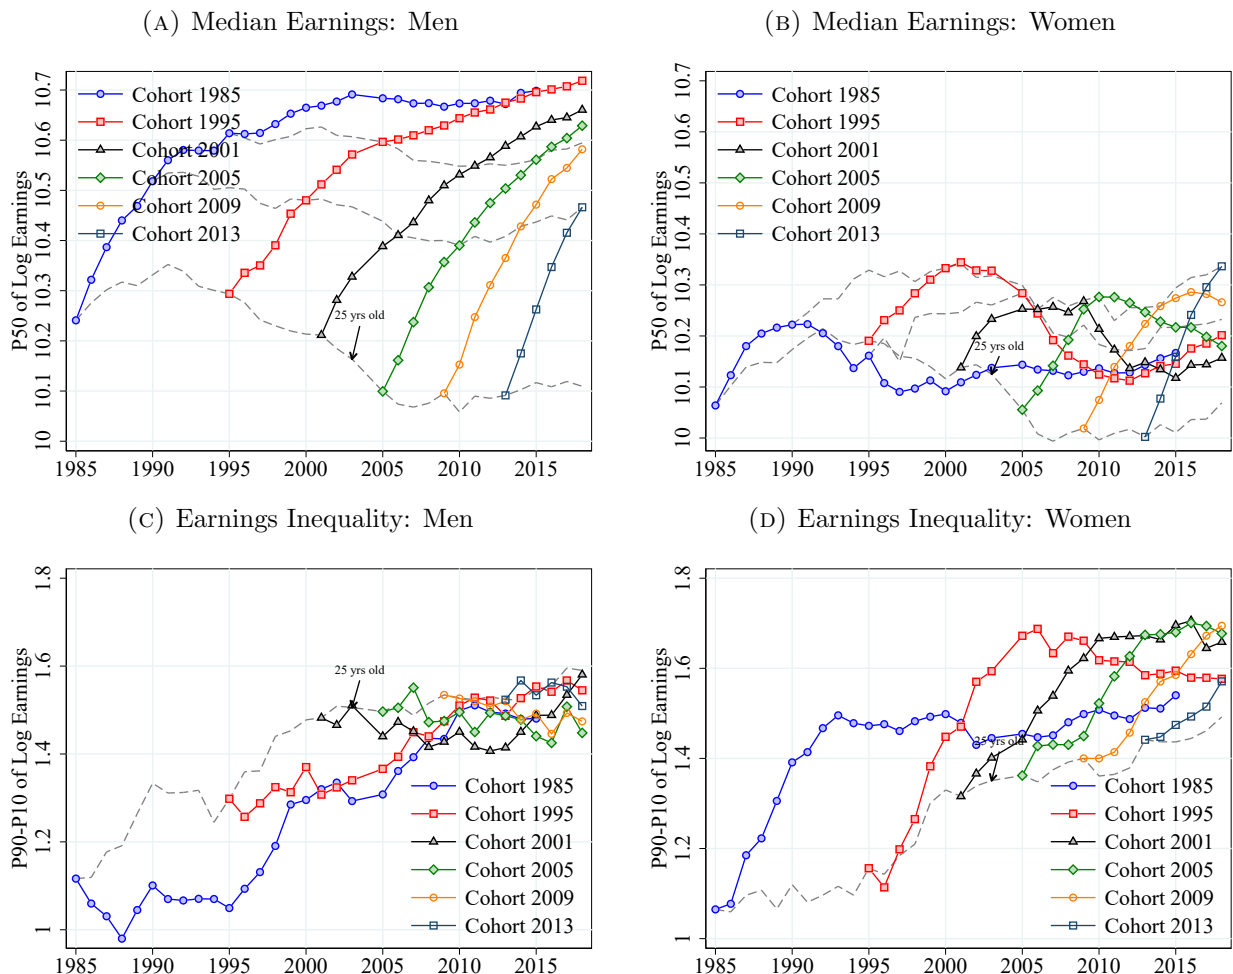 (A) Median Earnings: Men
P50 of Log Earnings
10 10.1 10.2 10.3 10.4 10.5 10.6 10.7
Cohort 1985
Cohort 1995
Cohort 2001
Cohort 2005
Cohort 2009
Cohort 2013
25 yrs old
1985 1990 1995 2000 2005 2010 2015
(B) Median Earnings: Women
P50 of Log Earnings
10 10.1 10.2 10.3 10.4 10.5 10.6 10.7
Cohort 1985
Cohort 1995
Cohort 2001
Cohort 2005
Cohort 2009
Cohort 2013
25 yrs old
1985 1990 1995 2000 2005 2010 2015
(C) Earnings Inequality: Men
P90-P10 of Log Earnings
1 1.2 1.4 1.6 1.8
25 yrs old
Cohort 1985
Cohort 1995
Cohort 2001
Cohort 2005
Cohort 2009
Cohort 2013
1985 1990 1995 2000 2005 2010 2015
(D) Earnings Inequality: Women
P90-P10 of Log Earnings
1 1.2 1.4 1.6 1.8
25 yrs old
Cohort 1985
Cohort 1995
Cohort 2001
Cohort 2005
Cohort 2009
Cohort 2013
1985 1990 1995 2000 2005 2010 2015